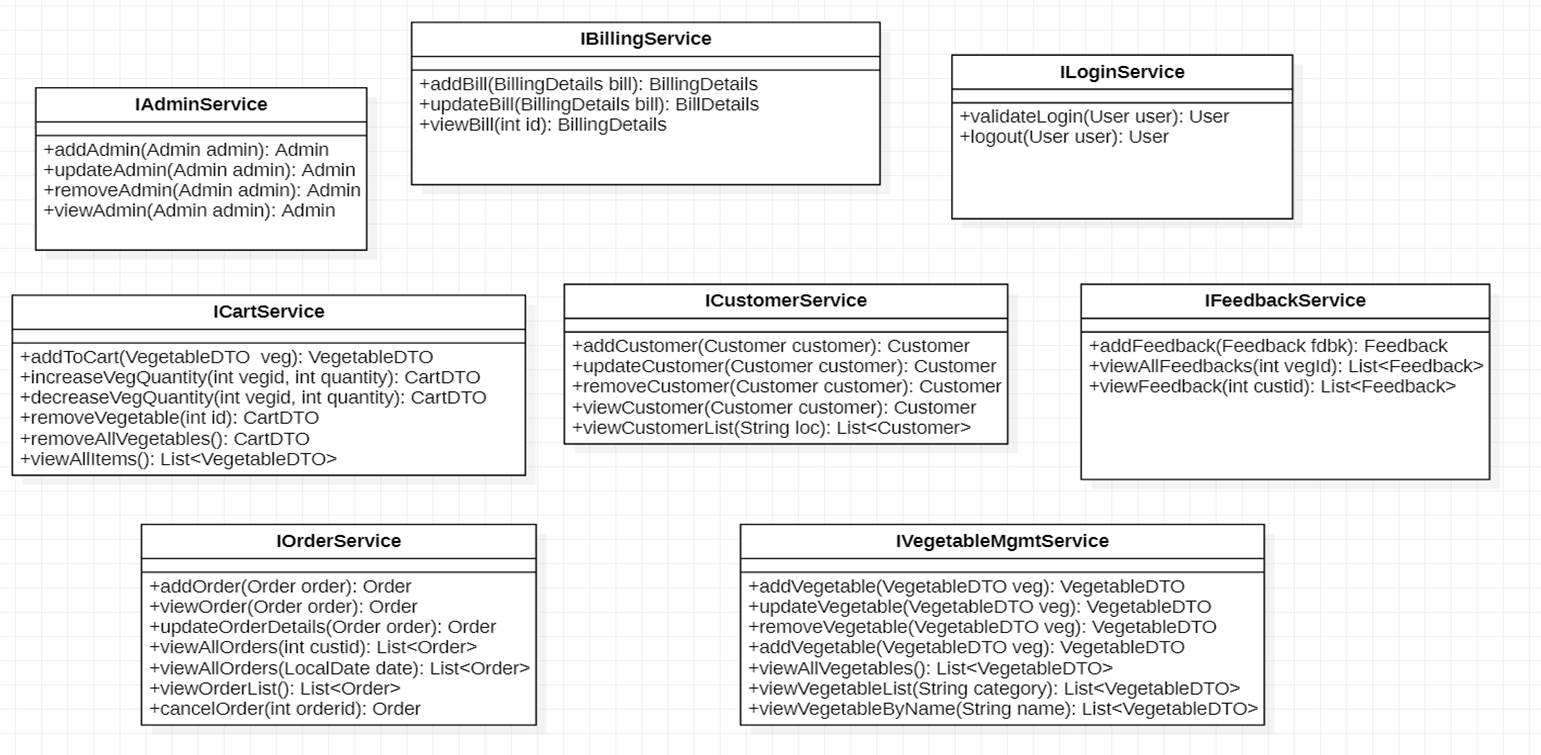 IBillingService
+addBill(BillingDetails bill): BillingDetails
+updateBill(BillingDetails bill): BillDetails
+viewBill(int id): BillingDetails
ILoginService
+validateLogin(User user): User
+logout(User user): User
IAdminService
+addAdmin(Admin admin): Admin
+updateAdmin(Admin admin): Admin
+removeAdmin(Admin admin): Admin
+viewAdmin(Admin admin): Admin
ICartService
+addToCart(VegetableDTO  veg): VegetableDTO
+increaseVegQuantity(int vegid, int quantity): CartDTO
+decreaseVegQuantity(int vegid, int quantity): CartDTO
+removeVegetable(int id): CartDTO
+removeAllVegetables(): CartDTO
+viewAllItems(): List<VegetableDTO>
ICustomerService
+addCustomer(Customer customer): Customer
+updateCustomer(Customer customer): Customer
+removeCustomer(Customer customer): Customer
+viewCustomer(Customer customer): Customer
+viewCustomerList(String loc): List<Customer>
IFeedbackService
+addFeedback(Feedback fdbk): Feedback
+viewAllFeedbacks(int vegId): List<Feedback>
+viewFeedback(int custid): List<Feedback>
IOrderService
+addOrder(Order order): Order
+viewOrder(Order order): Order
+updateOrderDetails(Order order): Order
+viewAllOrders(int custid): List<Order>
+viewAllOrders(LocalDate date): List<Order>
+viewOrderList(): List<Order>
+cancelOrder(int orderid): Order
IVegetableMgmtService
+addVegetable(VegetableDTO veg): VegetableDTO
+updateVegetable(VegetableDTO veg): VegetableDTO
+removeVegetable(VegetableDTO veg): VegetableDTO
+addVegetable(VegetableDTO veg): VegetableDTO
+viewAllVegetables(): List<VegetableDTO>
+viewVegetableList(String category): List<VegetableDTO>
+viewVegetableByName(String name): List<VegetableDTO>